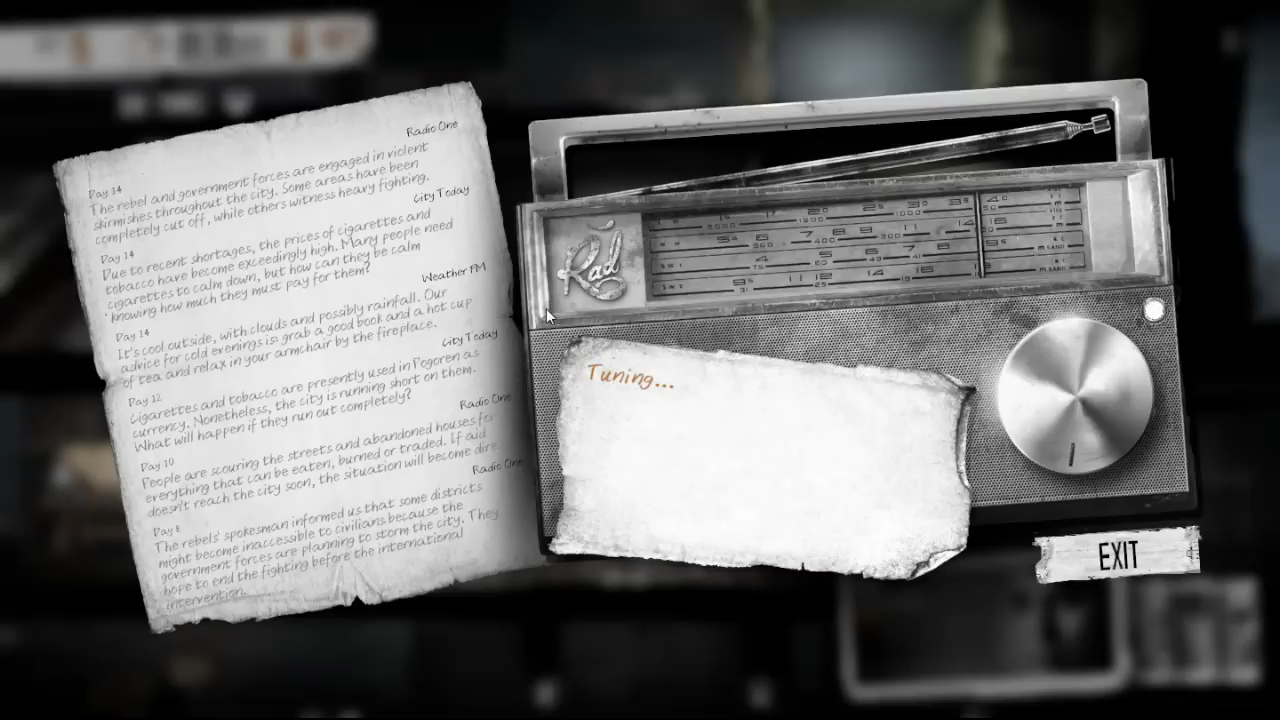 Radio One
Day 14
The rebel and government forces are engaged in violent
skirmishes throughout the city. Some areas have been
completely cut off, while others witness heavy fighting.
City Today
Day 14
Due to recent shortages, the prices of cigarettes and
tobacco have become exceedingly high. Many people need
cigarettes to calm down, but how can they be calm
knowing how much they must pay for them?
Weather FM
Day 14
It's cool outside, with clouds and possibly rainfall. Our
advice for cold evenings is: grab a good book and a hot cup
of tea and relax in your armchair by the fireplace.
City Today
Day 12
Cigarettes and tobacco are presently used in Pogoren as
currency. Nonetheless, the city is running short on them.
What will happen if they run out completely?
Radio One
Day 10
People are scouring the streets and abandoned houses for
everything that can be eaten, burned or traded. If aid
doesn't reach the city soon, the situation will become dire
Radio One
Day 8
The rebels' spokesman informed us that some districts
might become inaccessible to civilians because the
government forces are planning to storm the city. They
hope to end the fighting before the international
intervention.
Rad
Tuning...
EXIT